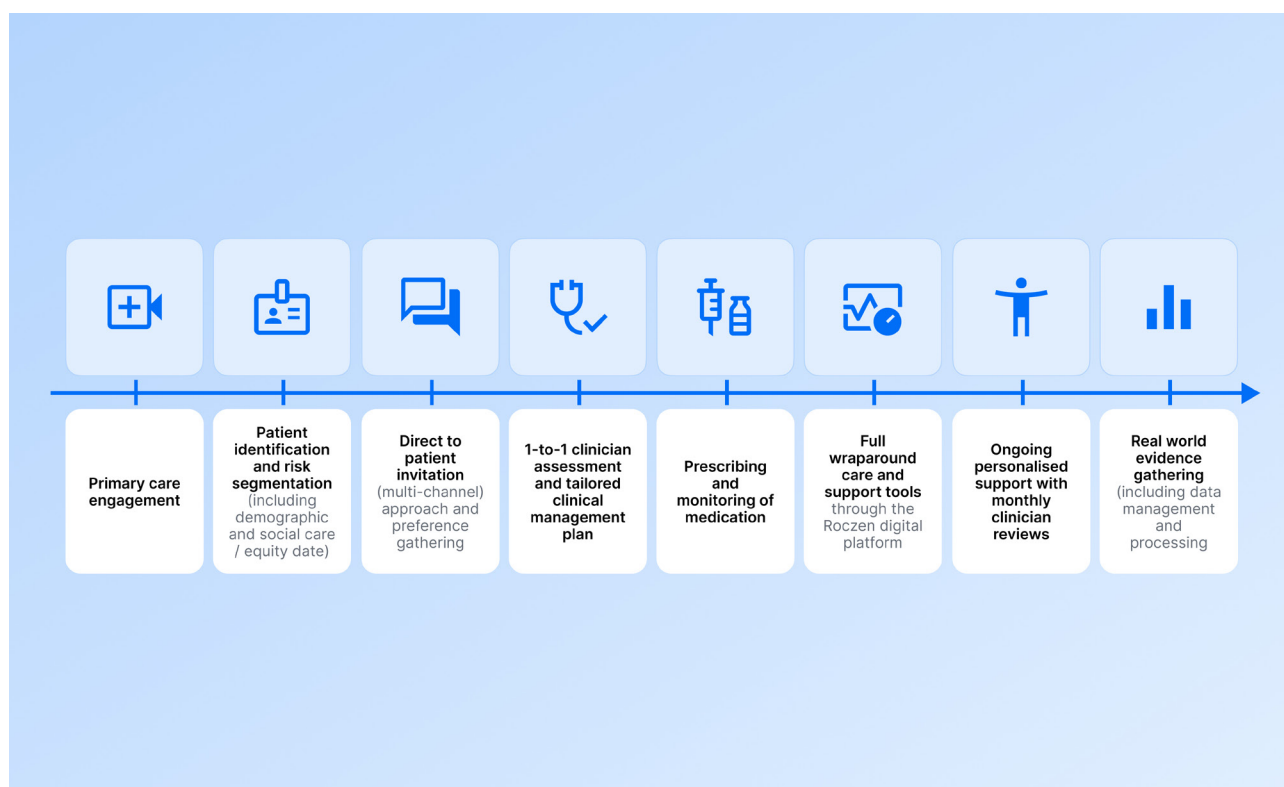 Primary care
engagement
Patient
identification
and risk
segmentation
(including
demographic
and social care
/ equity date)
Direct to
patient
invitation
(multi-channel)
approach and
preference
gathering
1-to-1 clinician
assessment
and tailored
clinical
management
plan
Prescribing
and
monitoring of
medication
Full
wraparound
care and
support tools
through the
Roczen digital
platform
Ongoing
personalised
support with
monthly
clinician
reviews
Real world
evidence
gathering
(including data
management
and
processing